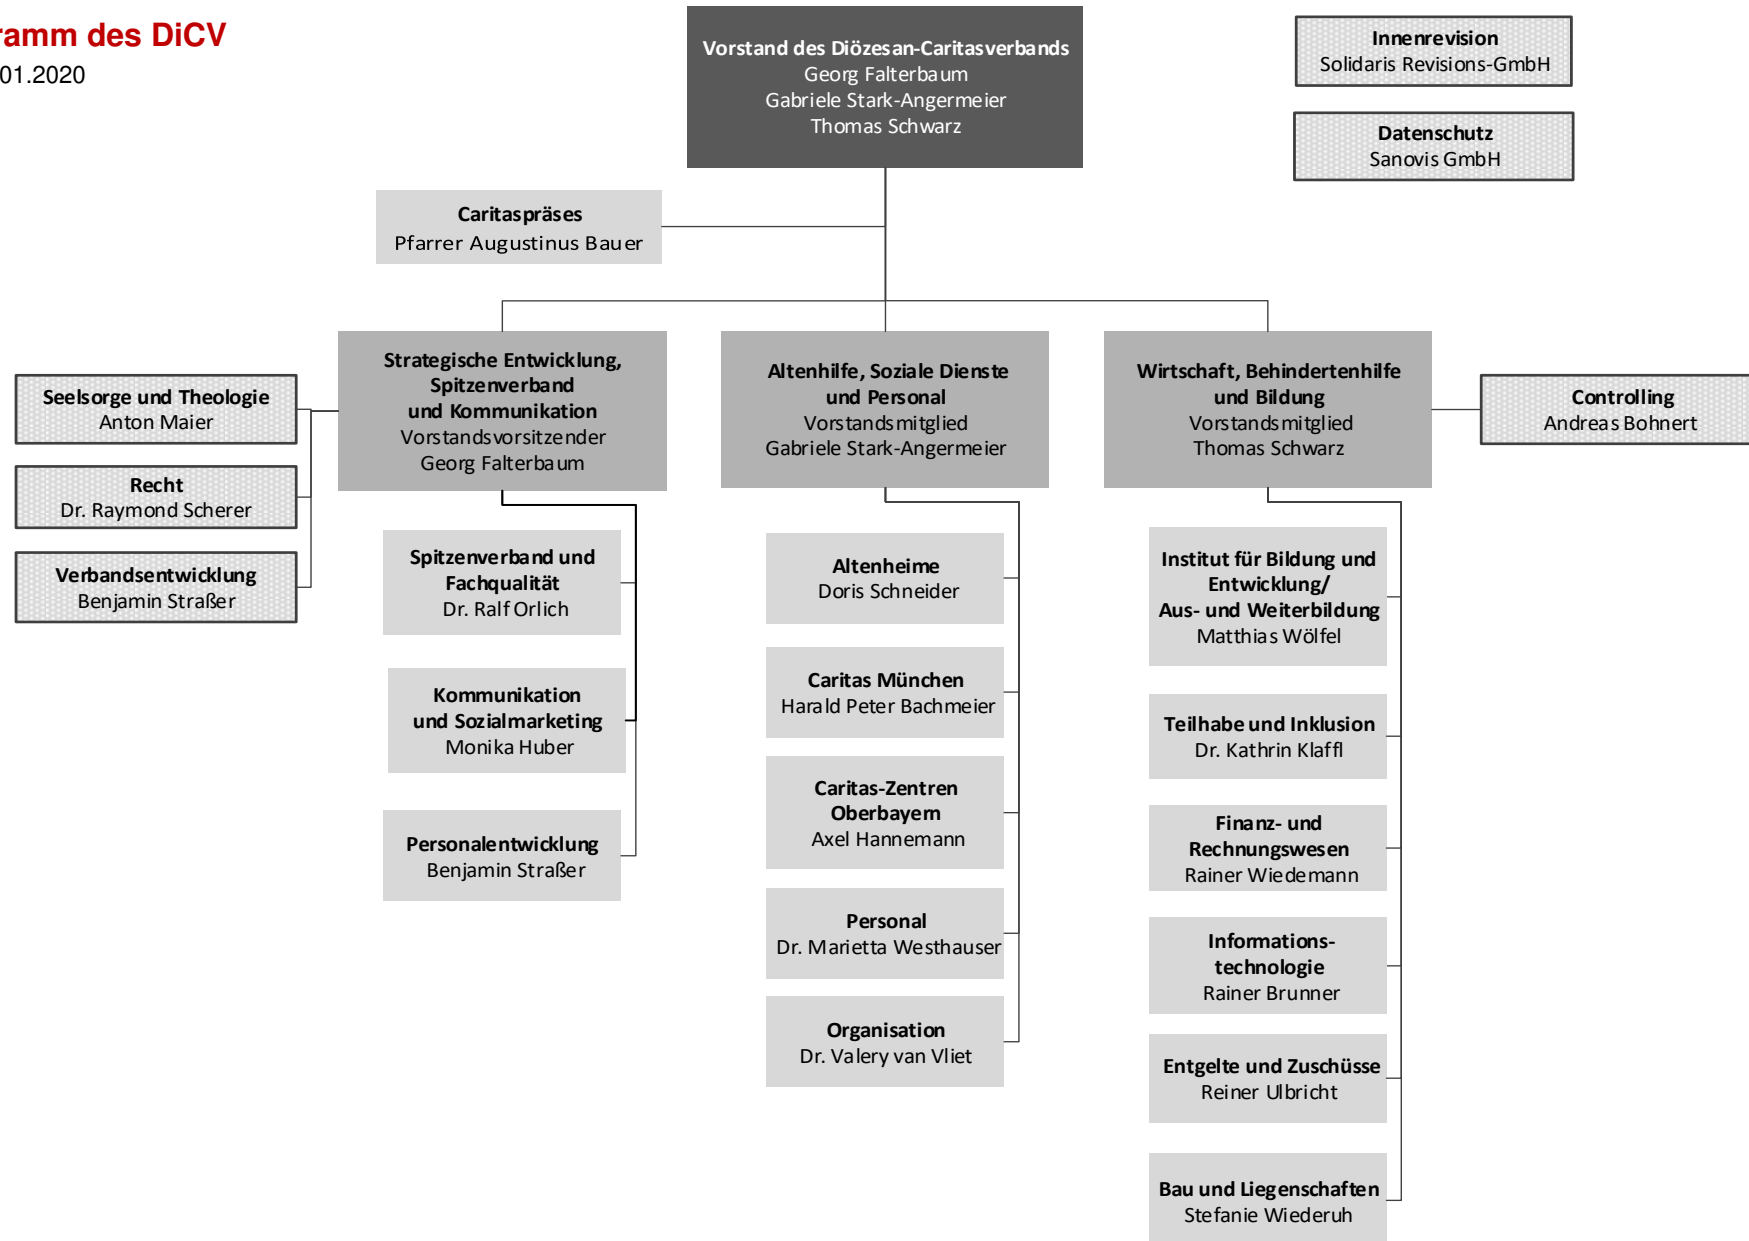 ramm des DiCV
01.2020
Vorstand des Diözesan-Caritasverbands
Georg Falterbaum
Gabriele Stark-Angermeier
Thomas Schwarz
Innenrevision
Solidaris Revisions-GmbH
Datenschutz
Sanovis GmbH
Caritaspräses
Pfarrer Augustinus Bauer
Strategische Entwicklung,
Spitzenverband
und Kommunikation
Vorstandsvorsitzender
Georg Falterbaum
Altenhilfe, Soziale Dienste
und Personal
Vorstandsmitglied
Gabriele Stark-Angermeier
Wirtschaft, Behindertenhilfe
und Bildung
Vorstandsmitglied
Thomas Schwarz
Seelsorge und Theologie
Anton Maier
Recht
Dr. Raymond Scherer
Verbandsentwicklung
Benjamin Straßer
Controlling
Andreas Bohnert
Spitzenverband und
Fachqualität
Dr. Ralf Orlich
Kommunikation
und Sozialmarketing
Monika Huber
Personalentwicklung
Benjamin Straßer
Altenheime
Doris Schneider
Caritas München
Harald Peter Bachmeier
Caritas-Zentren
Oberbayern
Axel Hannemann
Personal
Dr. Marietta Westhauser
Organisation
Dr. Valery van Vliet
Institut für Bildung und
Entwicklung/
Aus- und Weiterbildung
Matthias Wölfel
Teilhabe und Inklusion
Dr. Kathrin Klaffl
Finanz- und
Rechnungswesen
Rainer Wiedemann
Informations-
technologie
Rainer Brunner
Entgelte und Zuschüsse
Reiner Ulbricht
Bau und Liegenschaften
Stefanie Wiederuh